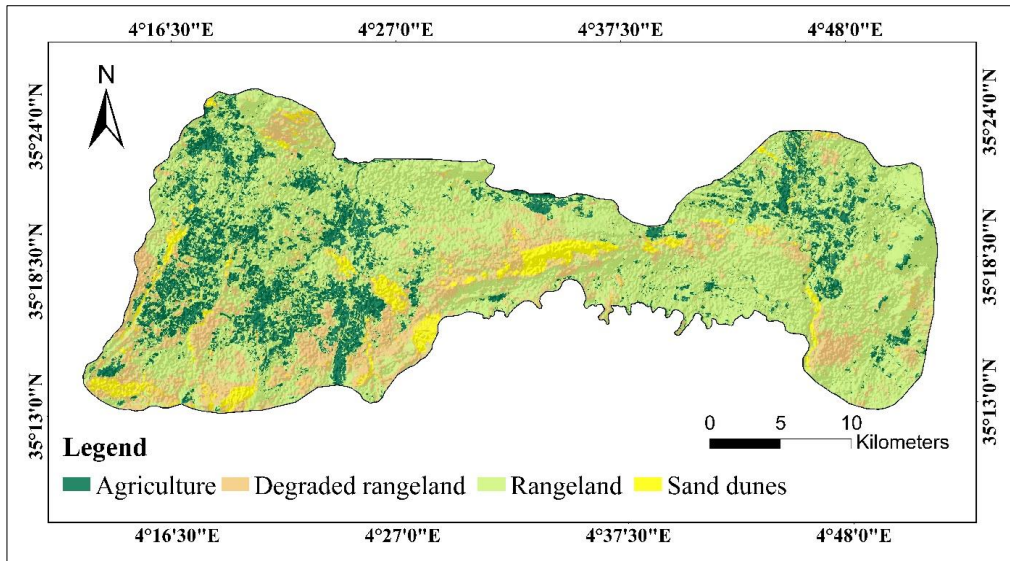 4°16'30"E 4°27'0"E 4°37'30"E 4°48'0"E
N
35°24'0"N 35°24'0"N
35°18'30"N 35°18'30"N
35°13'0"N 35°13'0"N
0 5 10
Kilometers
Legend
Agriculture Degraded rangeland Rangeland Sand dunes
4°16'30"E 4°27'0"E 4°37'30"E 4°48'0"E